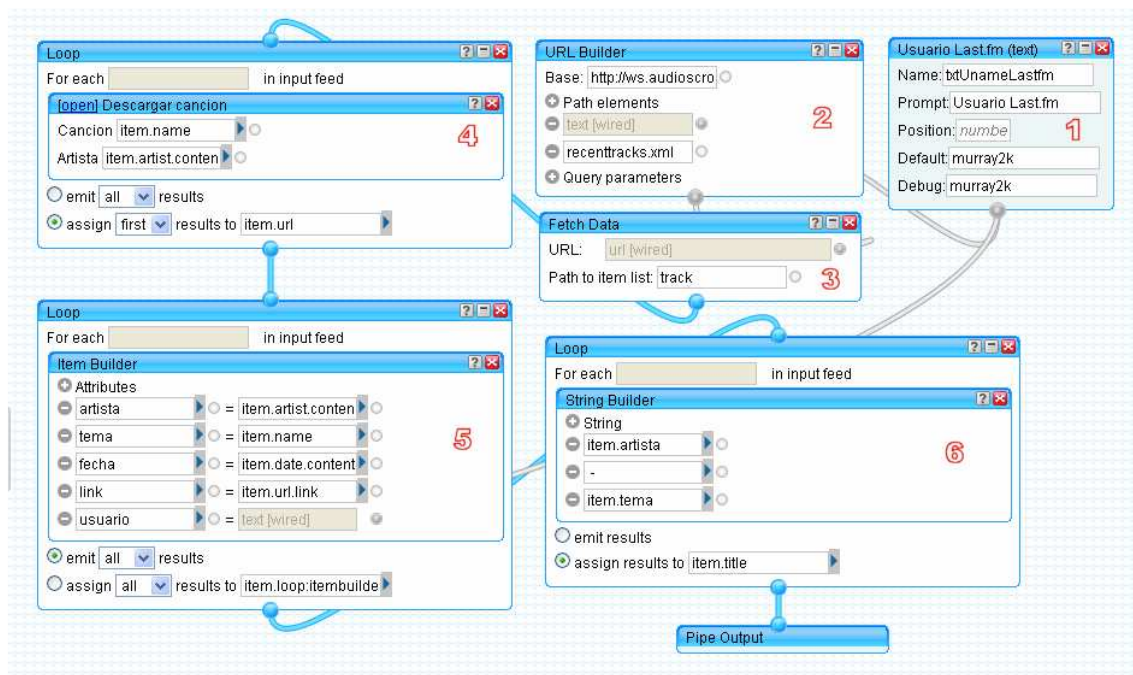 Loop
For each in input feed
[open] Descargar cancion
Cancion item.name
Artista item.artist.conten
4
emit all results
assign first results to item.url
URL Builder
Base: http://ws.audioscro
Path elements
text [wired]
recenttracks.xml
Query parameters
2
Usuario Last.fm (text)
Name: txtUnameLastfm
Prompt: Usuario Last.fm
Position: numbe
Default: murray2k
Debug: murray2k
1
Fetch Data
URL: url [wired]
Path to item list: track
3
Loop
For each in input feed
Item Builder
Attributes
artista = item.artist.conten
tema = item.name
fecha = item.date.content
link = item.url.link
usuario = text [wired]
5
emit all results
assign all results to item.loop:itembuilde
Loop
For each in input feed
String Builder
String
item.artista
-
item.tema
6
emit results
assign results to item.title
Pipe Output